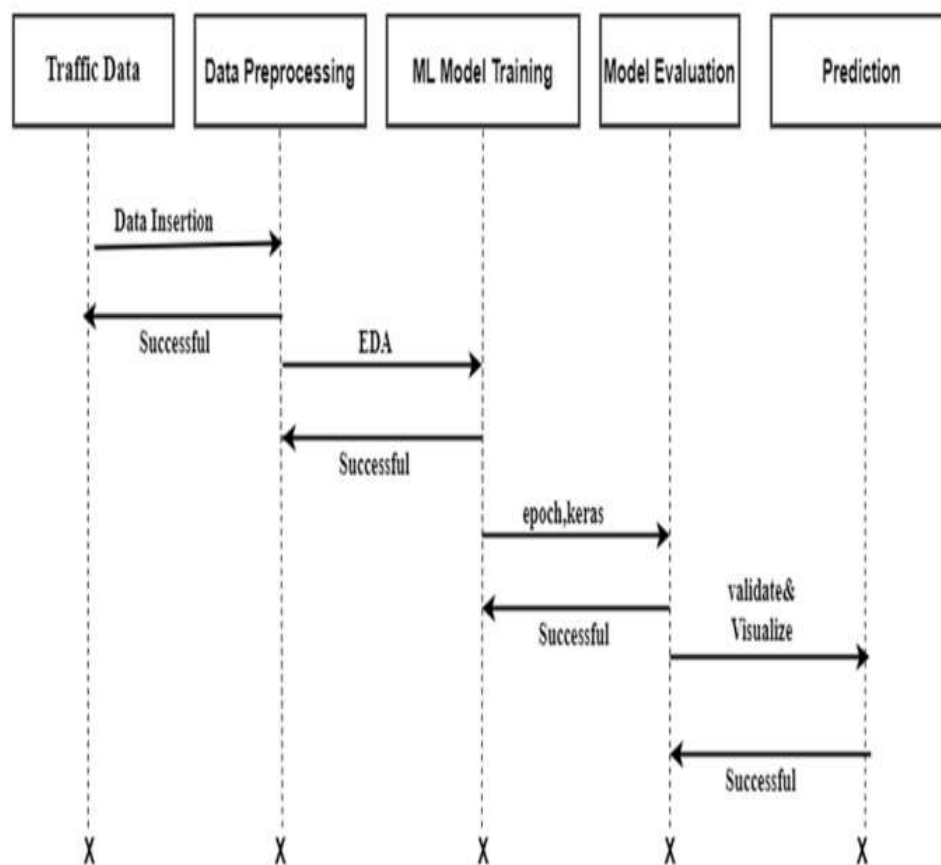 Traffic Data
Data Preprocessing
ML Model Training
Model Evaluation
Prediction
Data Insertion
Successful
EDA
Successful
epoch,keras
Successful
validate&
Visualize
Successful
X
X
X
X
X